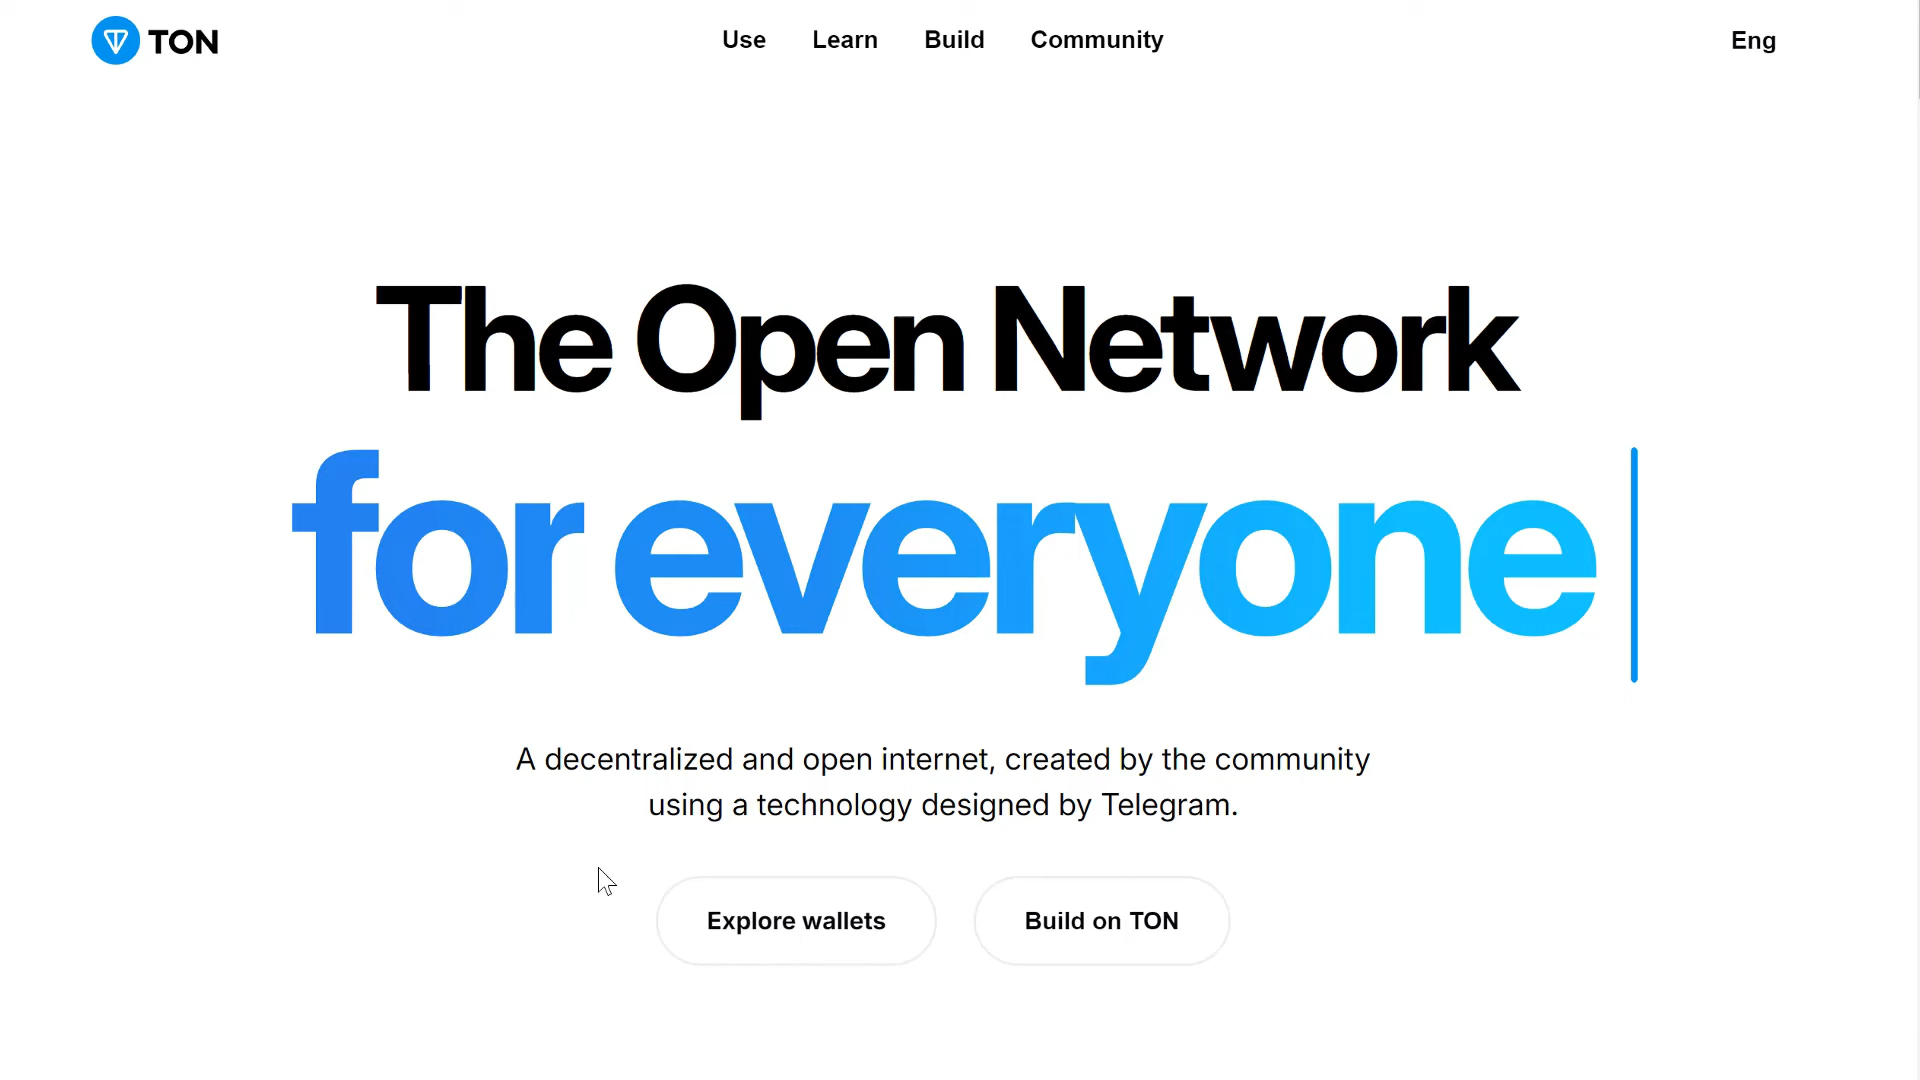 TON
Use Learn Build Community
Eng
The Open Network
for everyone
A decentralized and open internet, created by the community
using a technology designed by Telegram.
Explore wallets
Build on TON